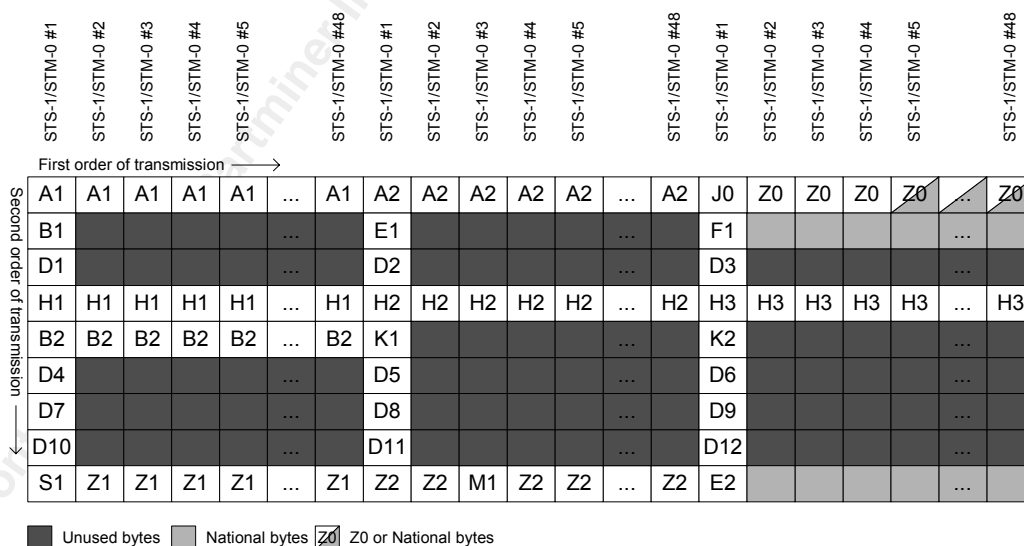 STS-1/STM-0 #1 STS-1/STM-0 #2 STS-1/STM-0 #3 STS-1/STM-0 #4 STS-1/STM-0 #5 STS-1/STM-0 #48 STS-1/STM-0 #1 STS-1/STM-0 #2 STS-1/STM-0 #3 STS-1/STM-0 #4 STS-1/STM-0 #5 STS-1/STM-0 #48 STS-1/STM-0 #1 STS-1/STM-0 #2 STS-1/STM-0 #3 STS-1/STM-0 #4 STS-1/STM-0 #5 STS-1/STM-0 #48
First order of transmission
Second order of transmission
A1 A1 A1 A1 A1 ... A1 A2 A2 A2 A2 A2 ... A2 J0 Z0 Z0 Z0 Z0 ... Z0
B1 ... E1 ... F1 ...
D1 ... D2 ... D3 ...
H1 H1 H1 H1 H1 ... H1 H2 H2 H2 H2 H2 ... H2 H3 H3 H3 H3 H3 ... H3
B2 B2 B2 B2 B2 ... B2 K1 ... K2 ...
D4 ... D5 ... D6 ...
D7 ... D8 ... D9 ...
D10 ... D11 ... D12 ...
S1 Z1 Z1 Z1 Z1 ... Z1 Z2 Z2 M1 Z2 Z2 ... Z2 E2 ...
Unused bytes National bytes Z0 Z0 or National bytes